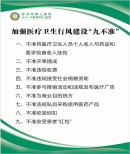 加强医疗卫生行风建设“九不准”
一、不准将医疗卫生人员个人收入与药品和
医学检查收入挂钩
二、不准开单提成
三、不准违规收费
四、不准违规接受社会捐赠资助
五、不准参与推销活动和违规发布医疗广告
六、不准为商业目的统方
七、不准违规私自采购使用医药产品
八、不准收受回扣
九、不准收受患者“红包”